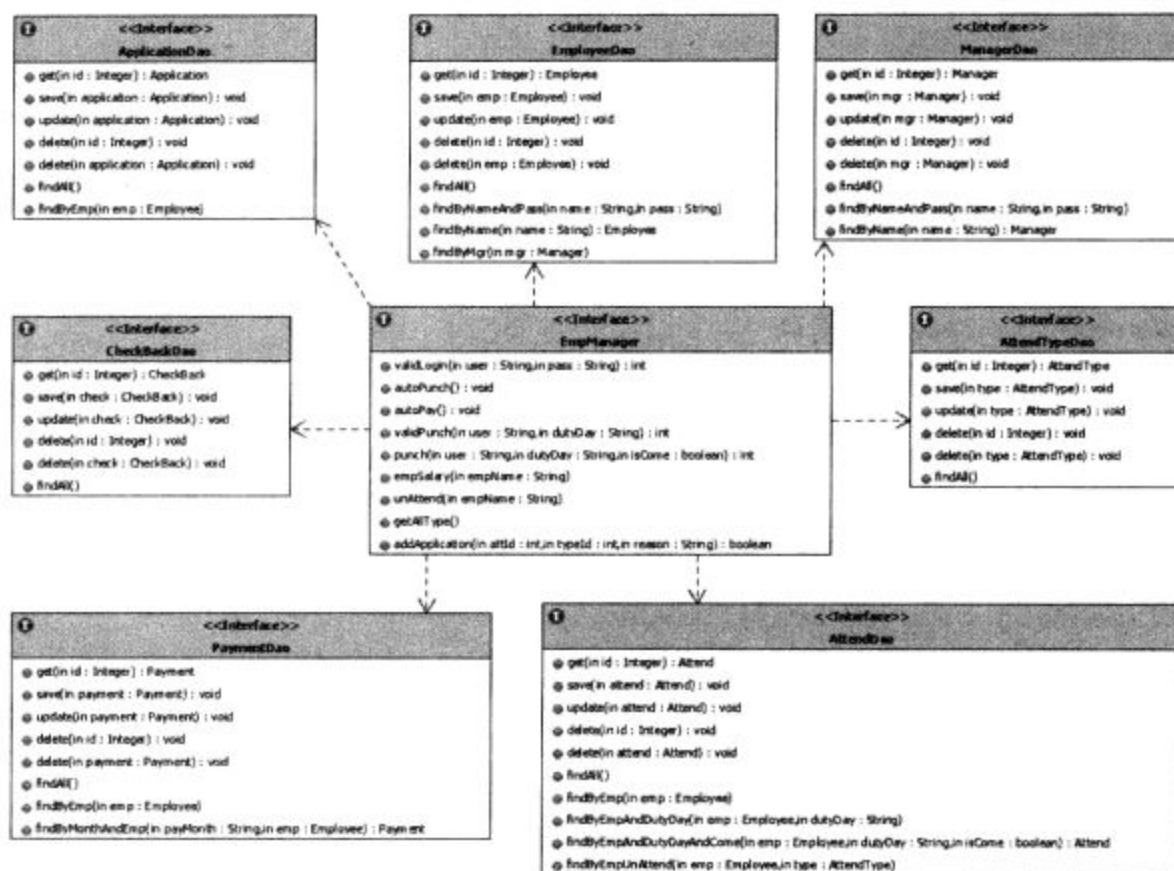 <<Interface>>
ApplicationDao
get(in id : Integer) : Application
save(in application : Application) : void
update(in application : Application) : void
delete(in id : Integer) : void
delete(in application : Application) : void
findAll()
findByEmp(in emp : Employee)
<<Interface>>
EmployeeDao
get(in id : Integer) : Employee
save(in emp : Employee) : void
update(in emp : Employee) : void
delete(in id : Integer) : void
delete(in emp : Employee) : void
findAll()
findByNameAndPass(in name : String,in pass : String)
findByName(in name : String) : Employee
findByMgr(in mgr : Manager)
<<Interface>>
ManagerDao
get(in id : Integer) : Manager
save(in mgr : Manager) : void
update(in mgr : Manager) : void
delete(in id : Integer) : void
delete(in mgr : Manager) : void
findAll()
findByNameAndPass(in name : String,in pass : String)
findByName(in name : String) : Manager
<<Interface>>
CheckBackDao
get(in id : Integer) : CheckBack
save(in check : CheckBack) : void
update(in check : CheckBack) : void
delete(in id : Integer) : void
delete(in check : CheckBack) : void
findAll()
<<Interface>>
EmpManager
validLogin(in user : String,in pass : String) : int
autoPunch() : void
autoPay() : void
validPunch(in user : String,in dutyDay : String) : int
punch(in user : String,in dutyDay : String,in isCome : boolean) : int
empSalary(in empName : String)
unAttend(in empName : String)
getAllType()
addApplication(in attId : int,in typeId : int,in reason : String) : boolean
<<Interface>>
AttendTypeDao
get(in id : Integer) : AttendType
save(in type : AttendType) : void
update(in type : AttendType) : void
delete(in id : Integer) : void
delete(in type : AttendType) : void
findAll()
<<Interface>>
PaymentDao
get(in id : Integer) : Payment
save(in payment : Payment) : void
update(in payment : Payment) : void
delete(in id : Integer) : void
delete(in payment : Payment) : void
findAll()
findByEmp(in emp : Employee)
findByMonthAndEmp(in payMonth : String,in emp : Employee) : Payment
<<Interface>>
AttendDao
get(in id : Integer) : Attend
save(in attend : Attend) : void
update(in attend : Attend) : void
delete(in id : Integer) : void
delete(in attend : Attend) : void
findAll()
findByEmp(in emp : Employee)
findByEmpAndDutyDay(in emp : Employee,in dutyDay : String)
findByEmpAndDutyDayAndCome(in emp : Employee,in dutyDay : String,in isCome : boolean) : Attend
findByEmpUnAttend(in emp : Employee,in type : AttendType)